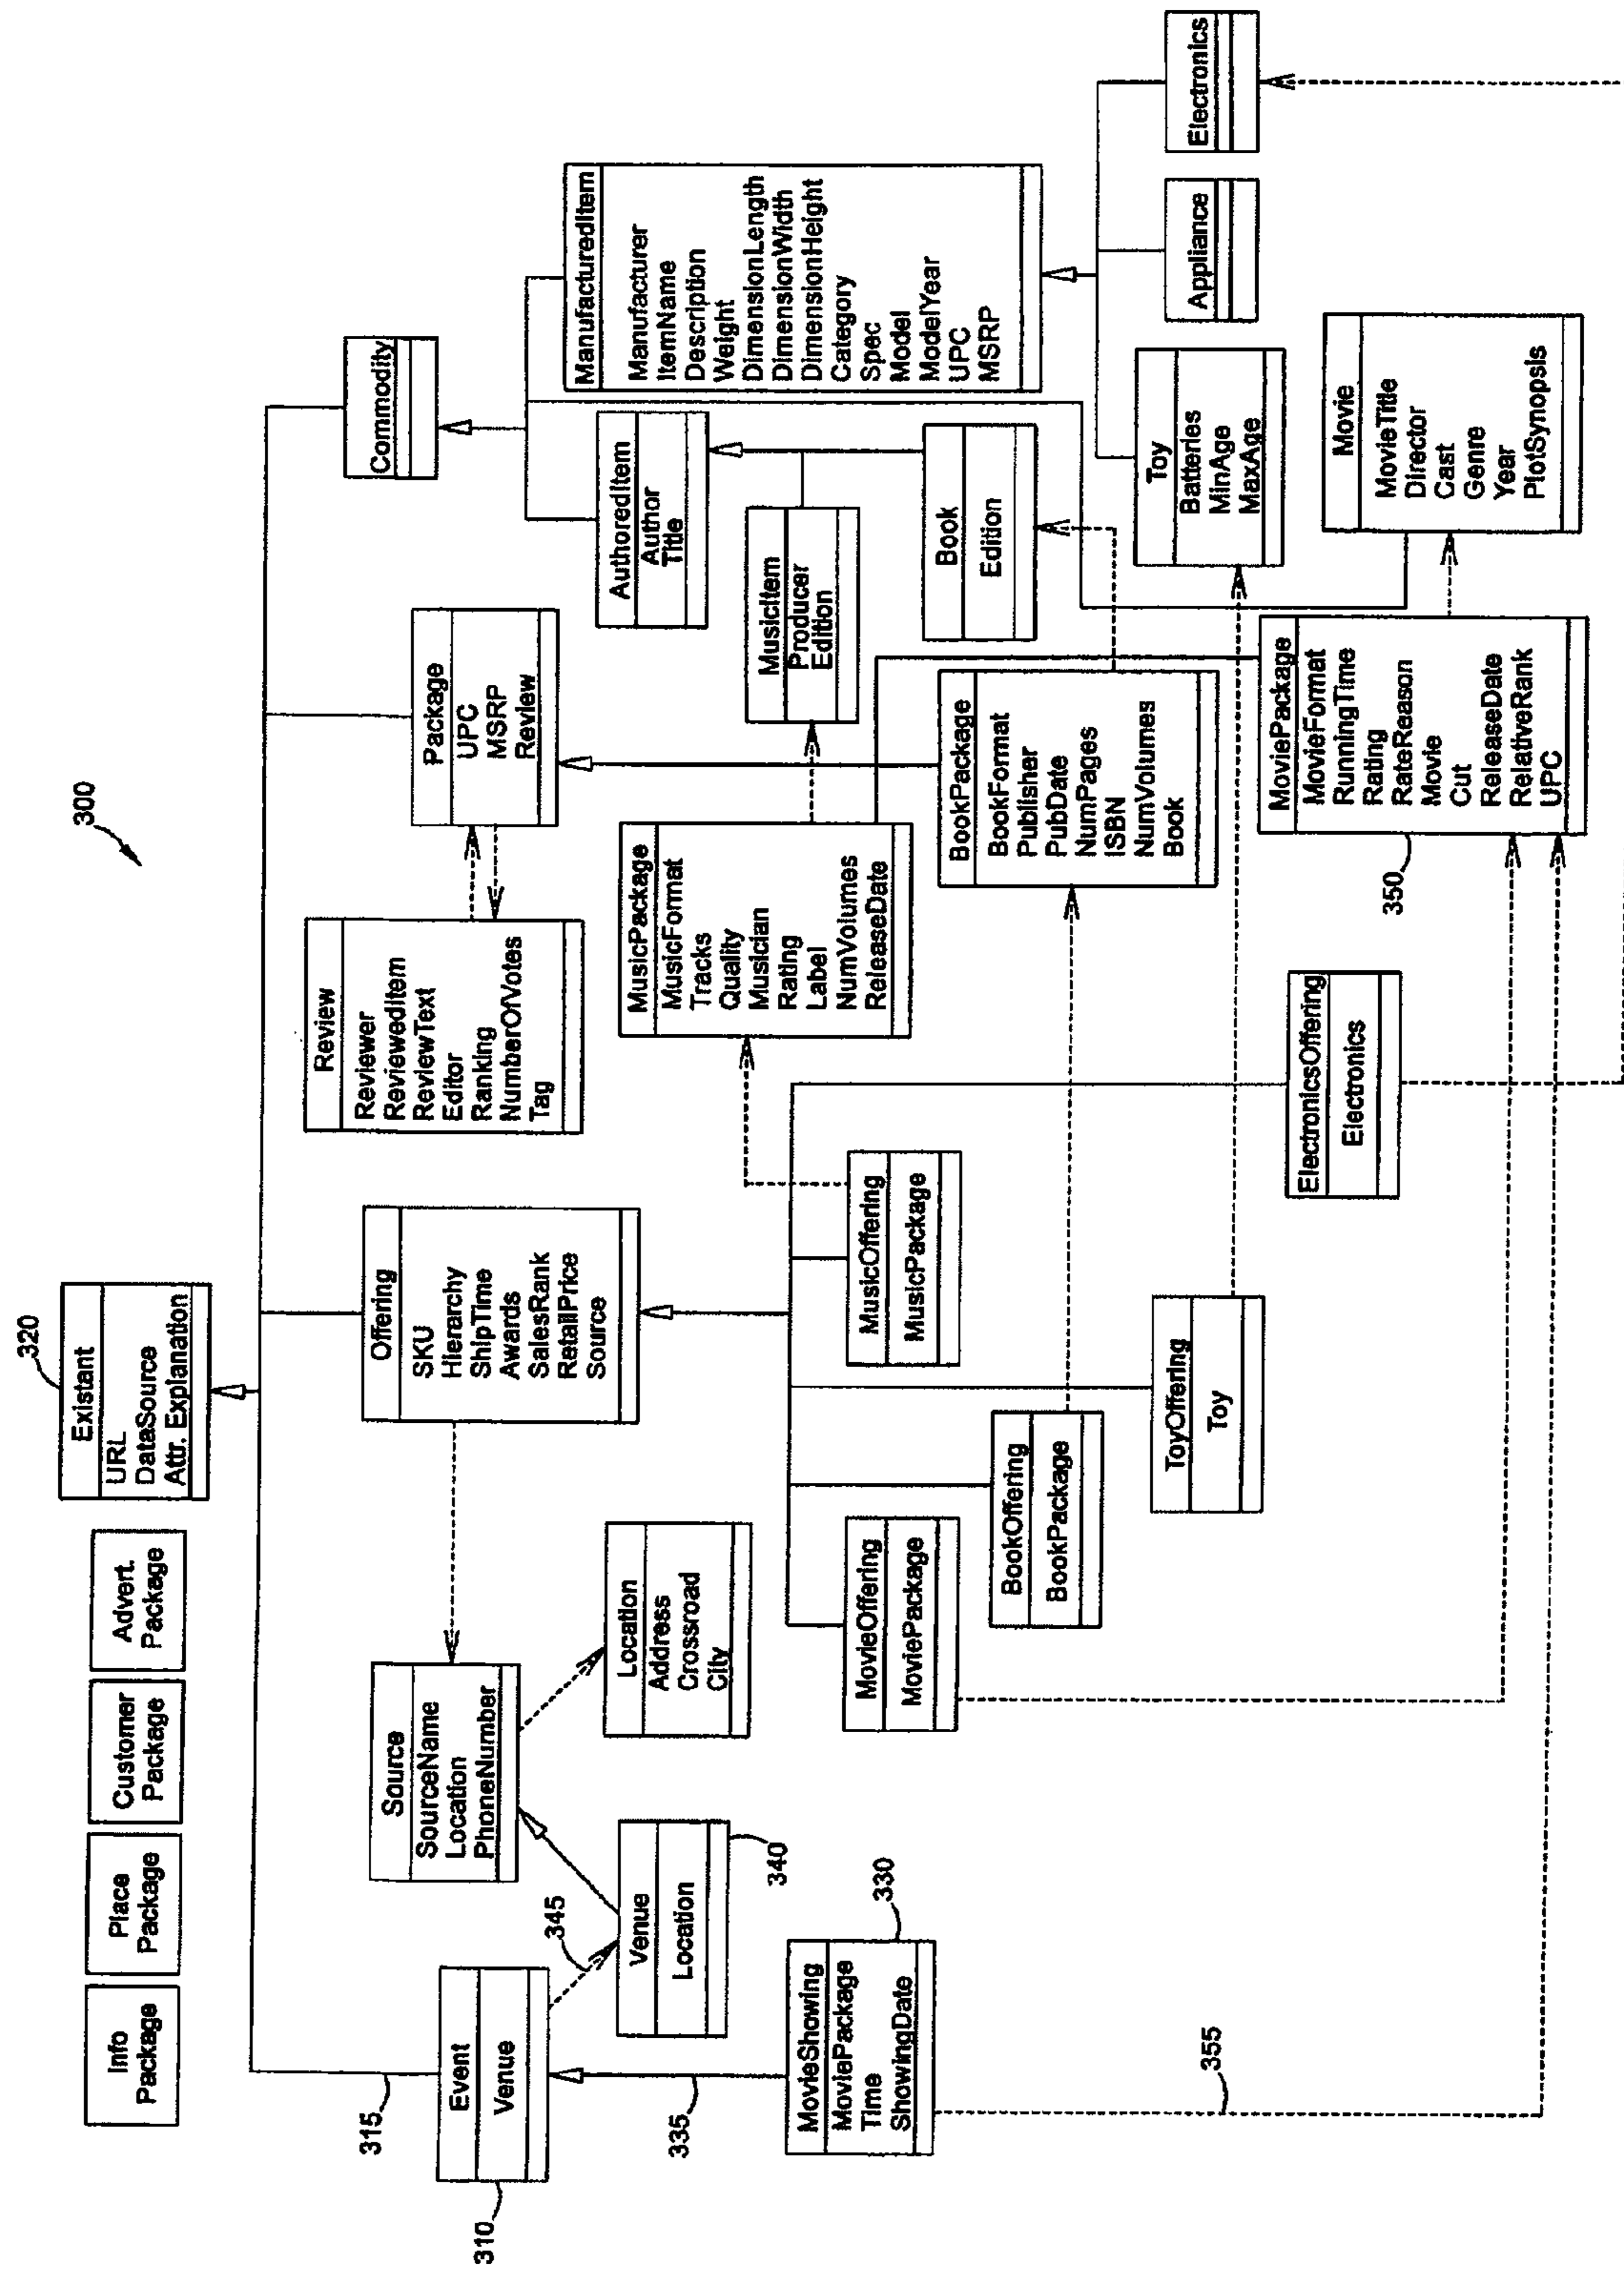 300
Info
Package
Place
Package
Customer
Package
Advert.
Package
320
Existant
URL
DataSource
Attr. Explanation
315
310
Event
Venue
345
Source
SourceName
Location
PhoneNumber
Offering
SKU
Hierarchy
ShipTime
Awards
SalesRank
RetailPrice
Source
Review
Reviewer
ReviewedItem
ReviewText
Editor
Ranking
NumberOfVotes
Tag
Package
UPC
MSRP
Review
Commodity
Venue
Location
340
Location
Address
Crossroad
City
335
MovieShowing
MoviePackage
Time
ShowingDate
330
355
MovieOffering
MoviePackage
BookOffering
BookPackage
MusicOffering
MusicPackage
ToyOffering
Toy
ElectronicsOffering
Electronics
MusicPackage
MusicFormat
Tracks
Quality
Musician
Rating
Label
NumVolumes
ReleaseDate
AuthoredItem
Author
Title
MusicItem
Producer
Edition
Book
Edition
BookPackage
BookFormat
Publisher
PubDate
NumPages
ISBN
NumVolumes
Book
ManufacturedItem
Manufacturer
ItemName
Description
Weight
DimensionLength
DimensionWidth
DimensionHeight
Category
Spec
Model
ModelYear
UPC
MSRP
Toy
Batteries
MinAge
MaxAge
Appliance
Electronics
350
MoviePackage
MovieFormat
RunningTime
Rating
RateReason
Movie
Cut
ReleaseDate
RelativeRank
UPC
Movie
MovieTitle
Director
Cast
Genre
Year
PlotSynopsis